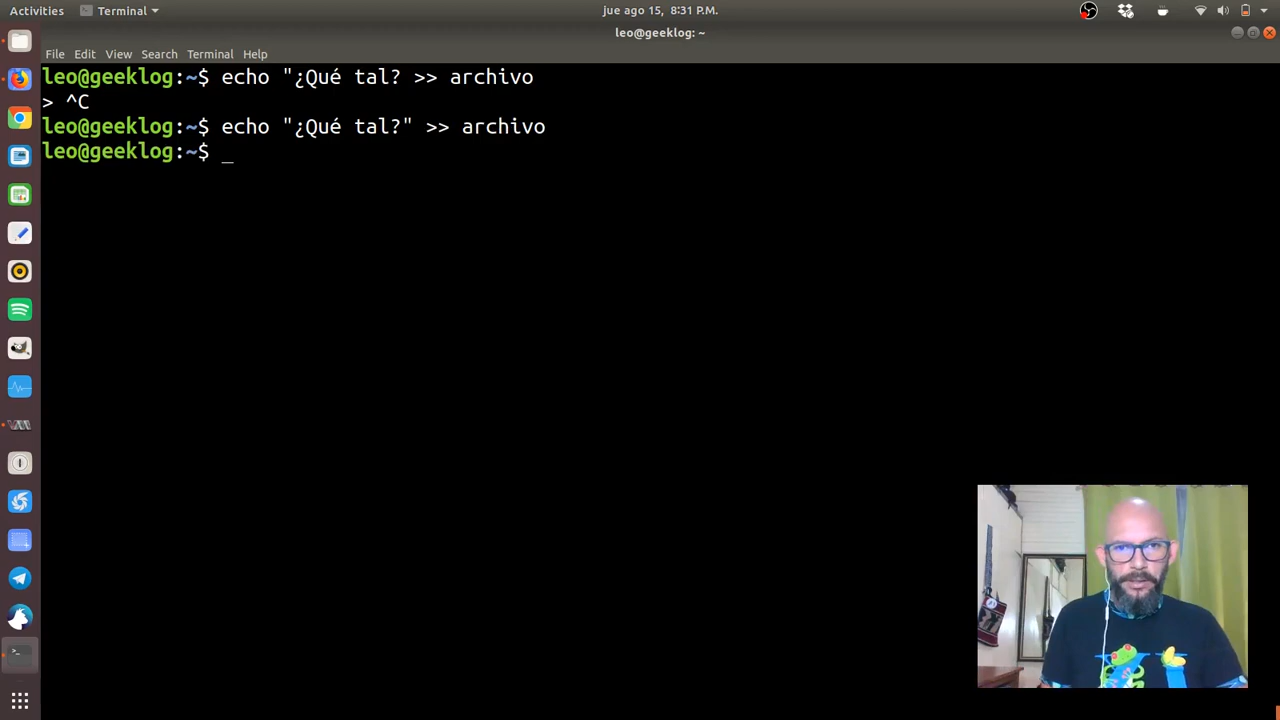 Activities
Terminal
jue ago 15, 8:31 P.M.
leo@geeklog: ~
File Edit View Search Terminal Help
leo@geeklog:~$ echo "¿Qué tal? >> archivo
> ^C
leo@geeklog:~$ echo "¿Qué tal?" >> archivo
leo@geeklog:~$ _